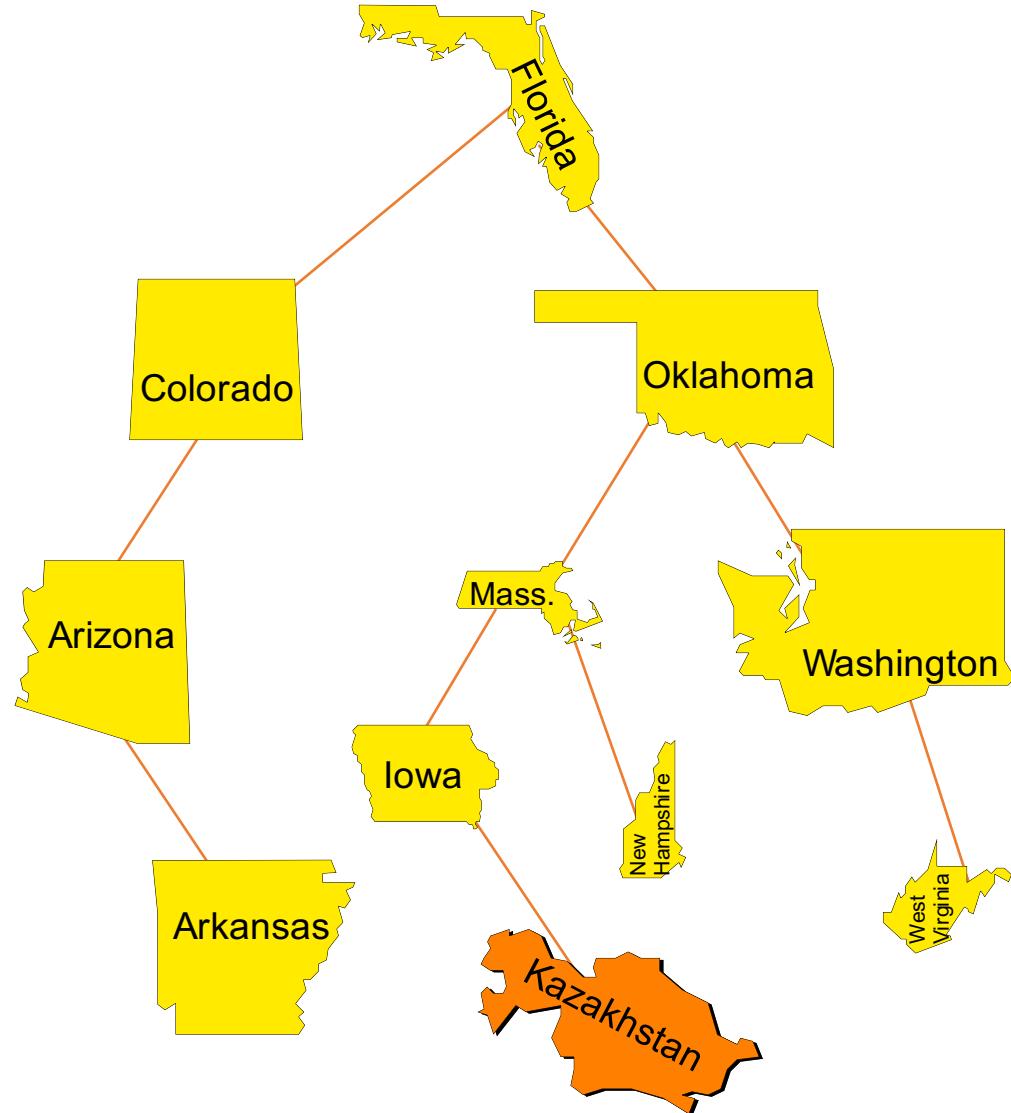 Florida
Colorado
Oklahoma
Arizona
Mass.
Washington
Iowa
New
Hampshire
Arkansas
West
Virginia
Kazakhstan